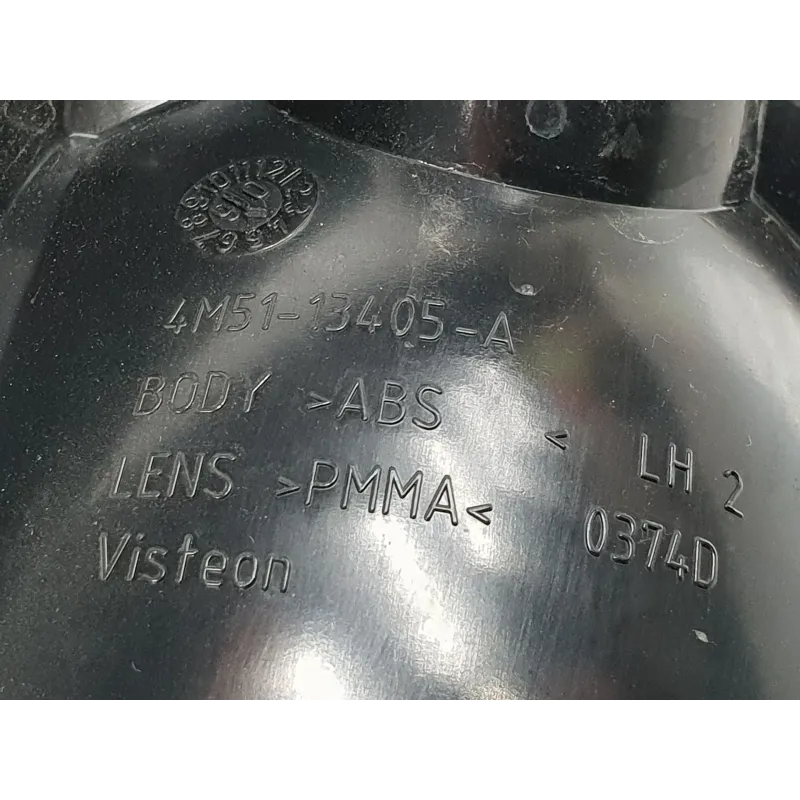 4M51-13405-A
BODY >ABS <
LENS >PMMA<
Visteon
LH 2
0374D